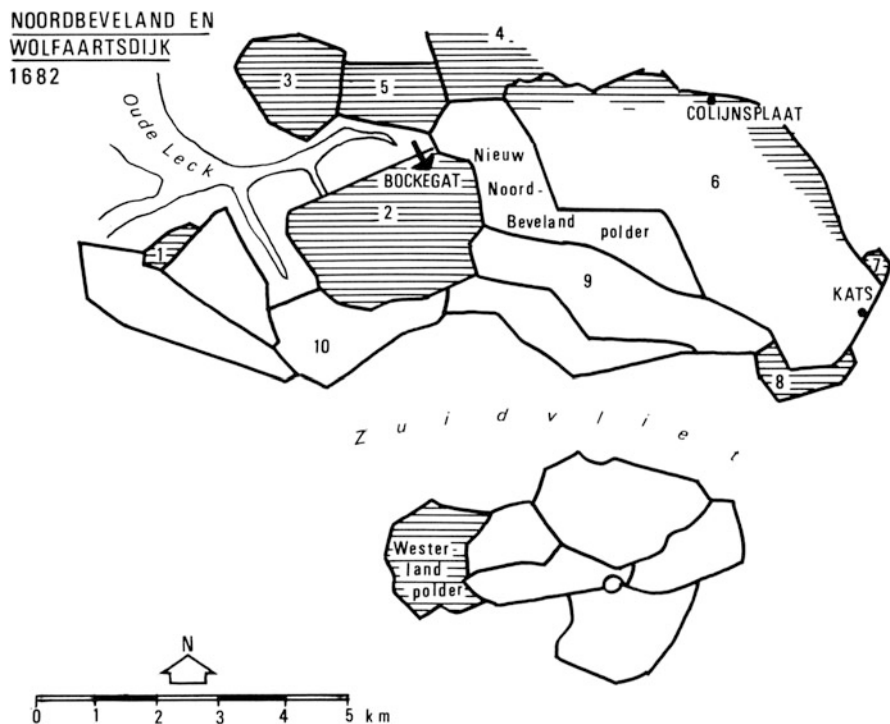 NOORDBEVELAND EN
WOLFAARTSDIJK
1682
4
3
5
Oude Leck
COLIJNSPLAAT
Nieuw
BOCKEGAT
Noord-
6
2
Beveland polder
1
7
9
KATS
10
8
Zuidvliet
Wester-
land
polder
N
0 1 2 3 4 5 km